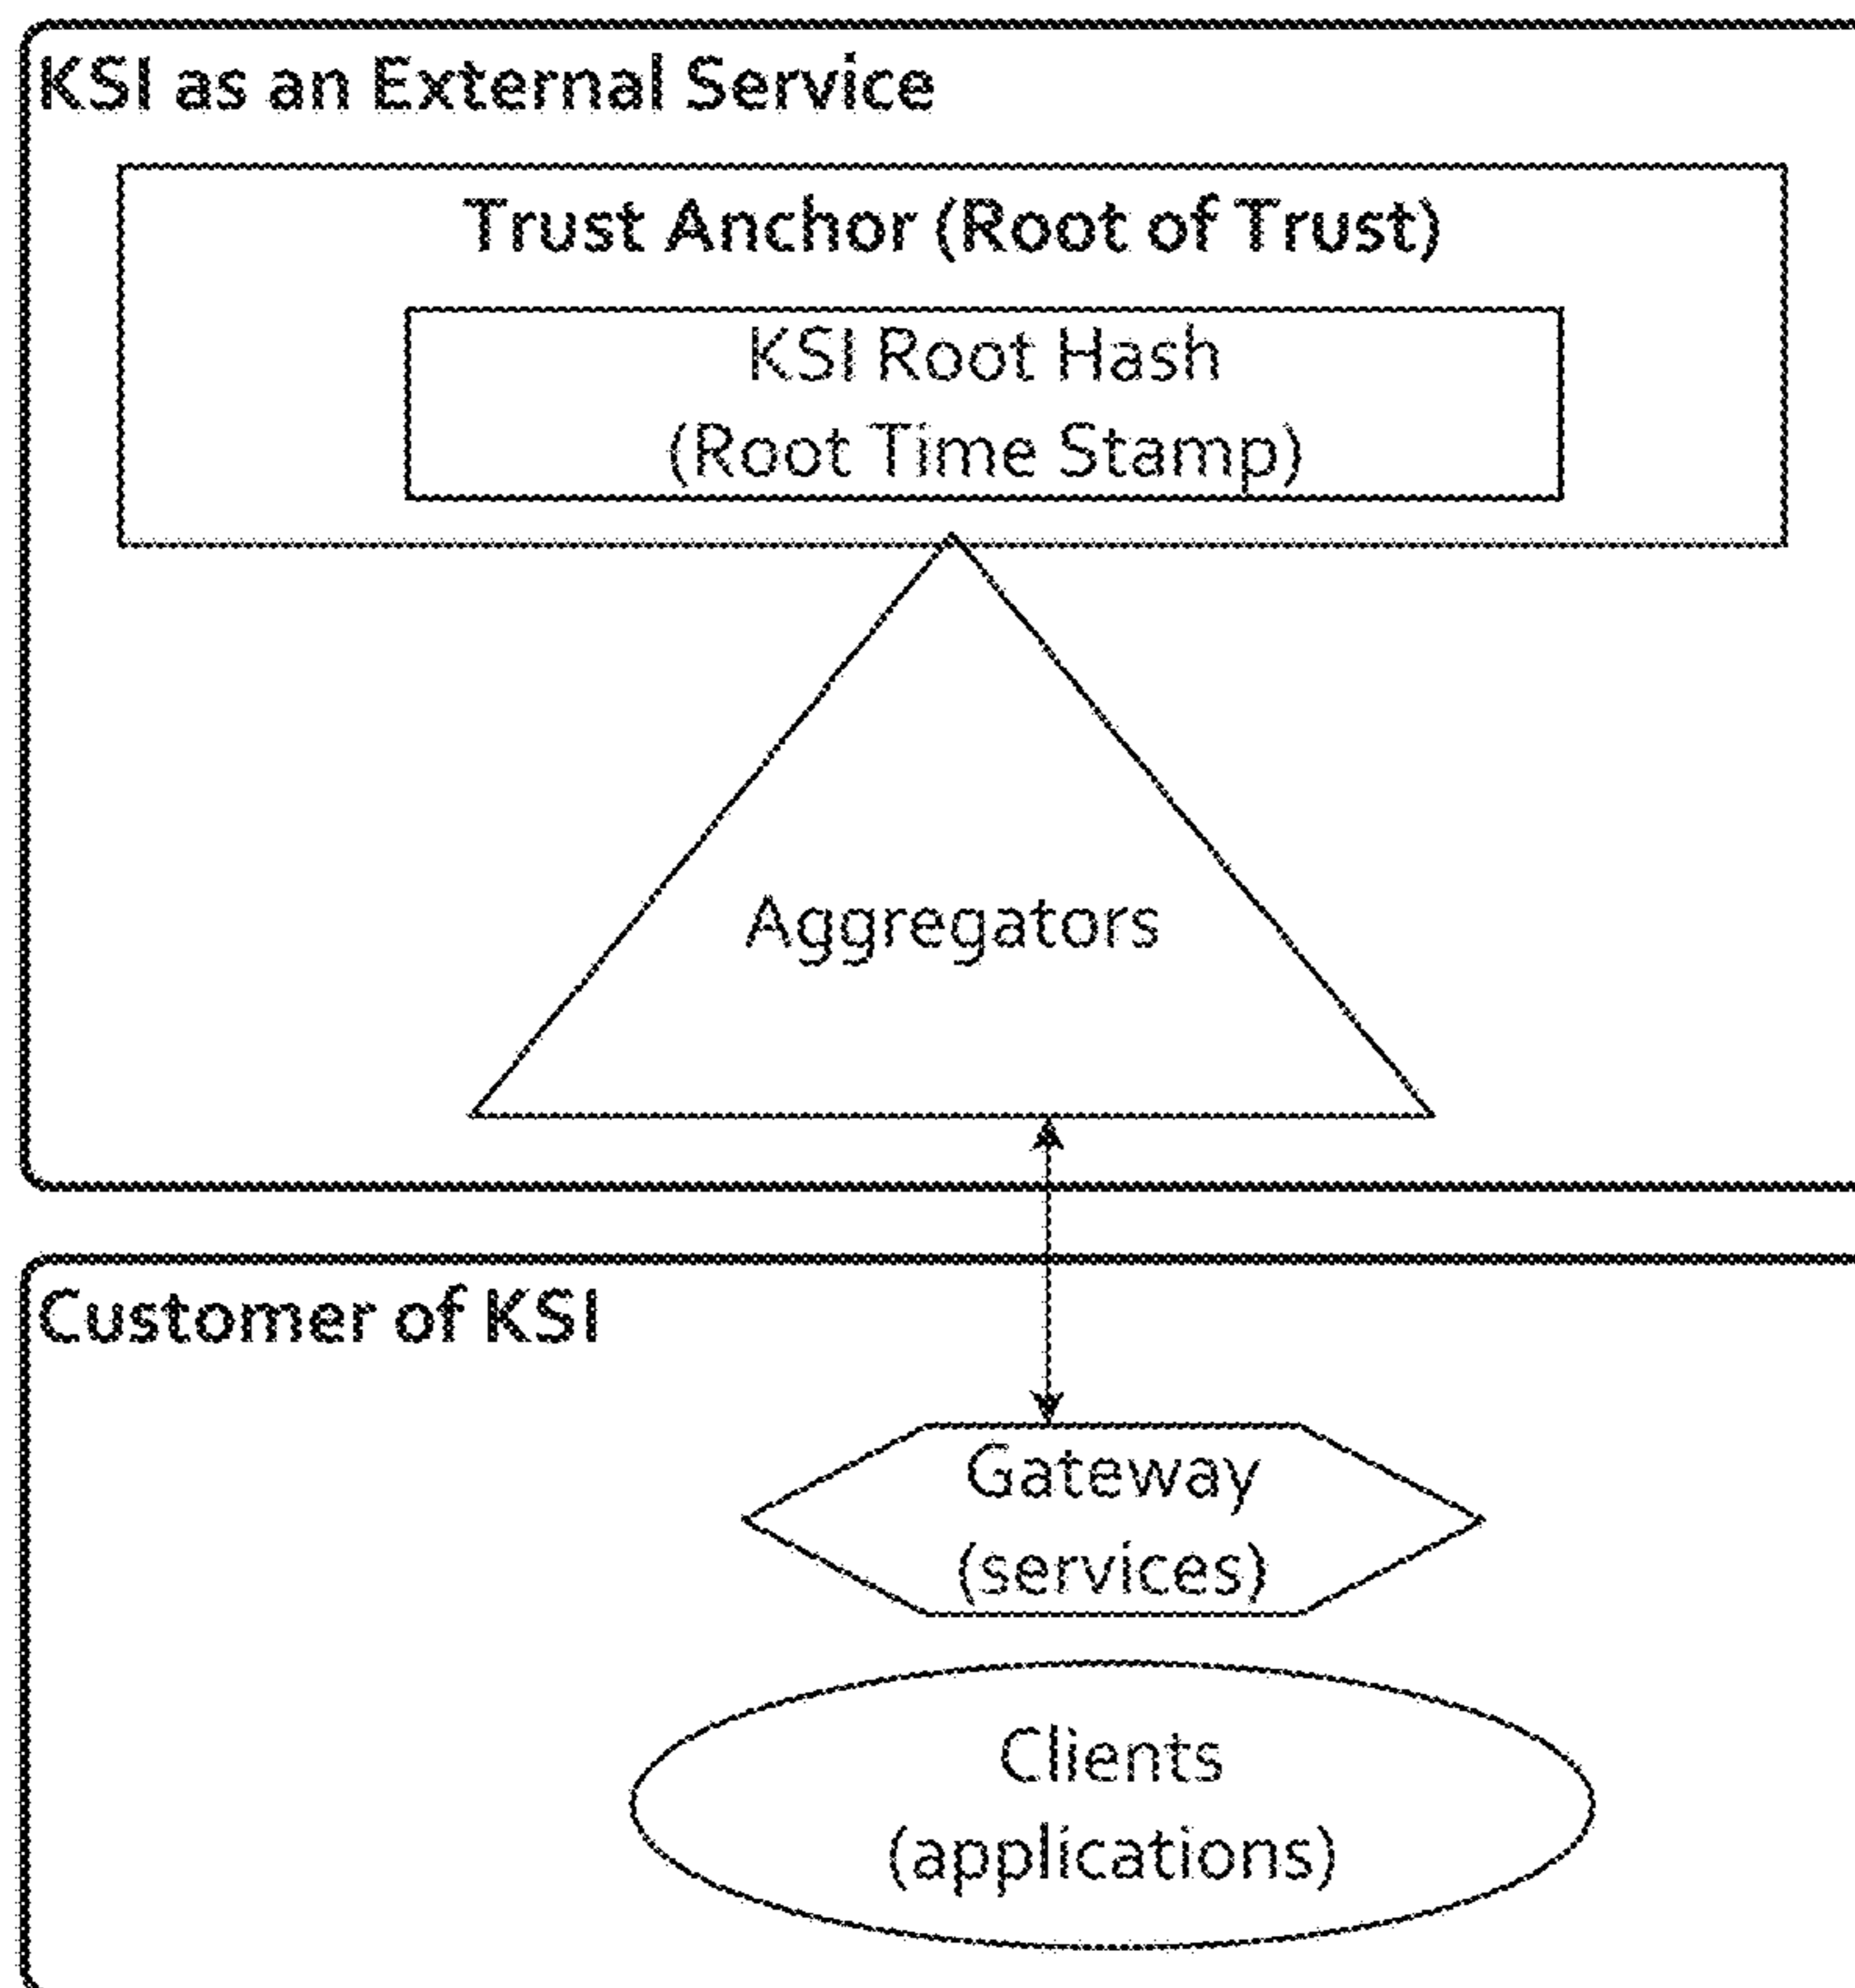 KSI as an External Service
Trust Anchor (Root of Trust)
KSI Root Hash
(Root Time Stamp)
Aggregators
Customer of KSI
Gateway
(services)
Clients
(applications)